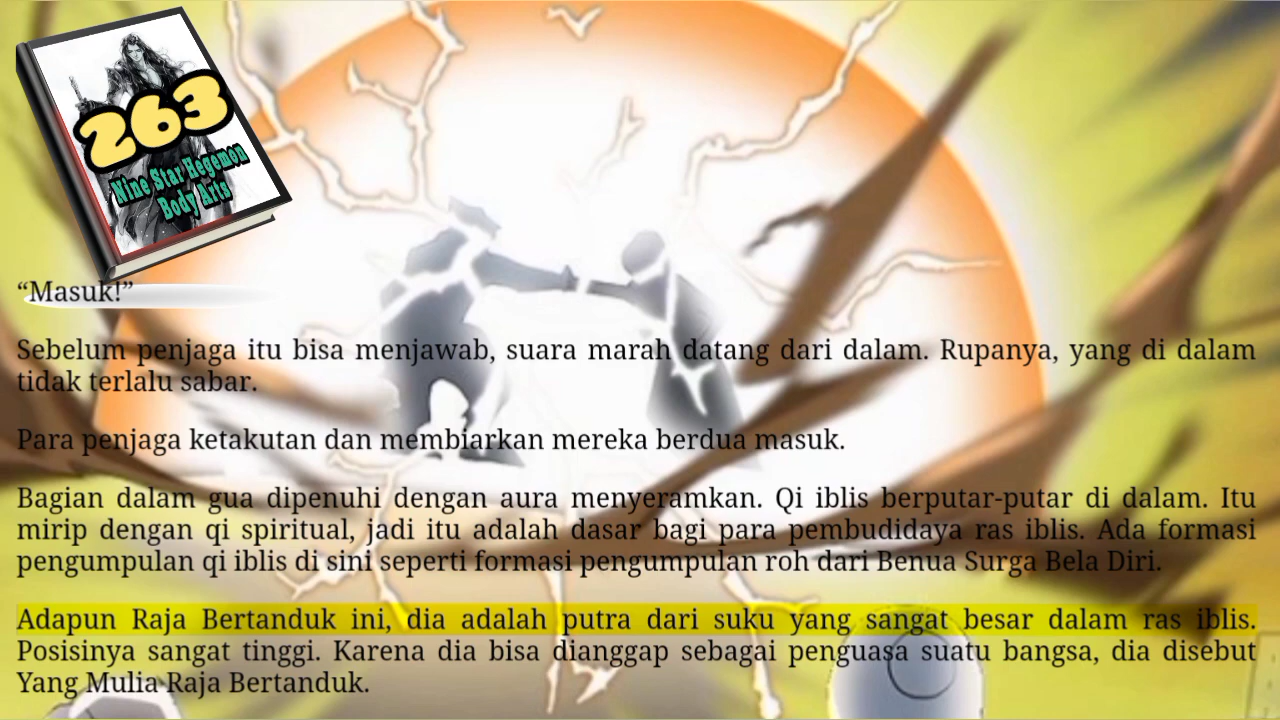 263
Nine Star Hegemon
Body Arts
“Masuk!”
Sebelum penjaga itu bisa menjawab, suara marah datang dari dalam. Rupanya, yang di dalam
tidak terlalu sabar.
Para penjaga ketakutan dan membiarkan mereka berdua masuk.
Bagian dalam gua dipenuhi dengan aura menyeramkan. Qi iblis berputar-putar di dalam. Itu
mirip dengan qi spiritual, jadi itu adalah dasar bagi para pembudidaya ras iblis. Ada formasi
pengumpulan qi iblis di sini seperti formasi pengumpulan roh dari Benua Surga Bela Diri.
Adapun Raja Bertanduk ini, dia adalah putra dari suku yang sangat besar dalam ras iblis.
Posisinya sangat tinggi. Karena dia bisa dianggap sebagai penguasa suatu bangsa, dia disebut
Yang Mulia Raja Bertanduk.